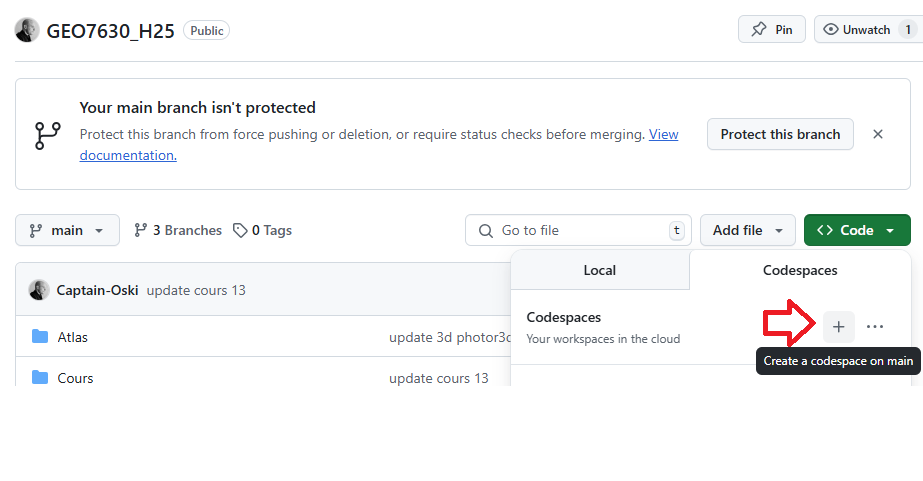 GEO7630_H25 Public Pin Unwatch 1
Your main branch isn't protected
Protect this branch from force pushing or deletion, or require status checks before merging. View
documentation.
Protect this branch
main 3 Branches 0 Tags Go to file t Add file Code
Local Codespaces
Captain-Oski update cours 13
Codespaces
Your workspaces in the cloud
Create a codespace on main
Atlas update 3d photor3d
Cours update cours 13